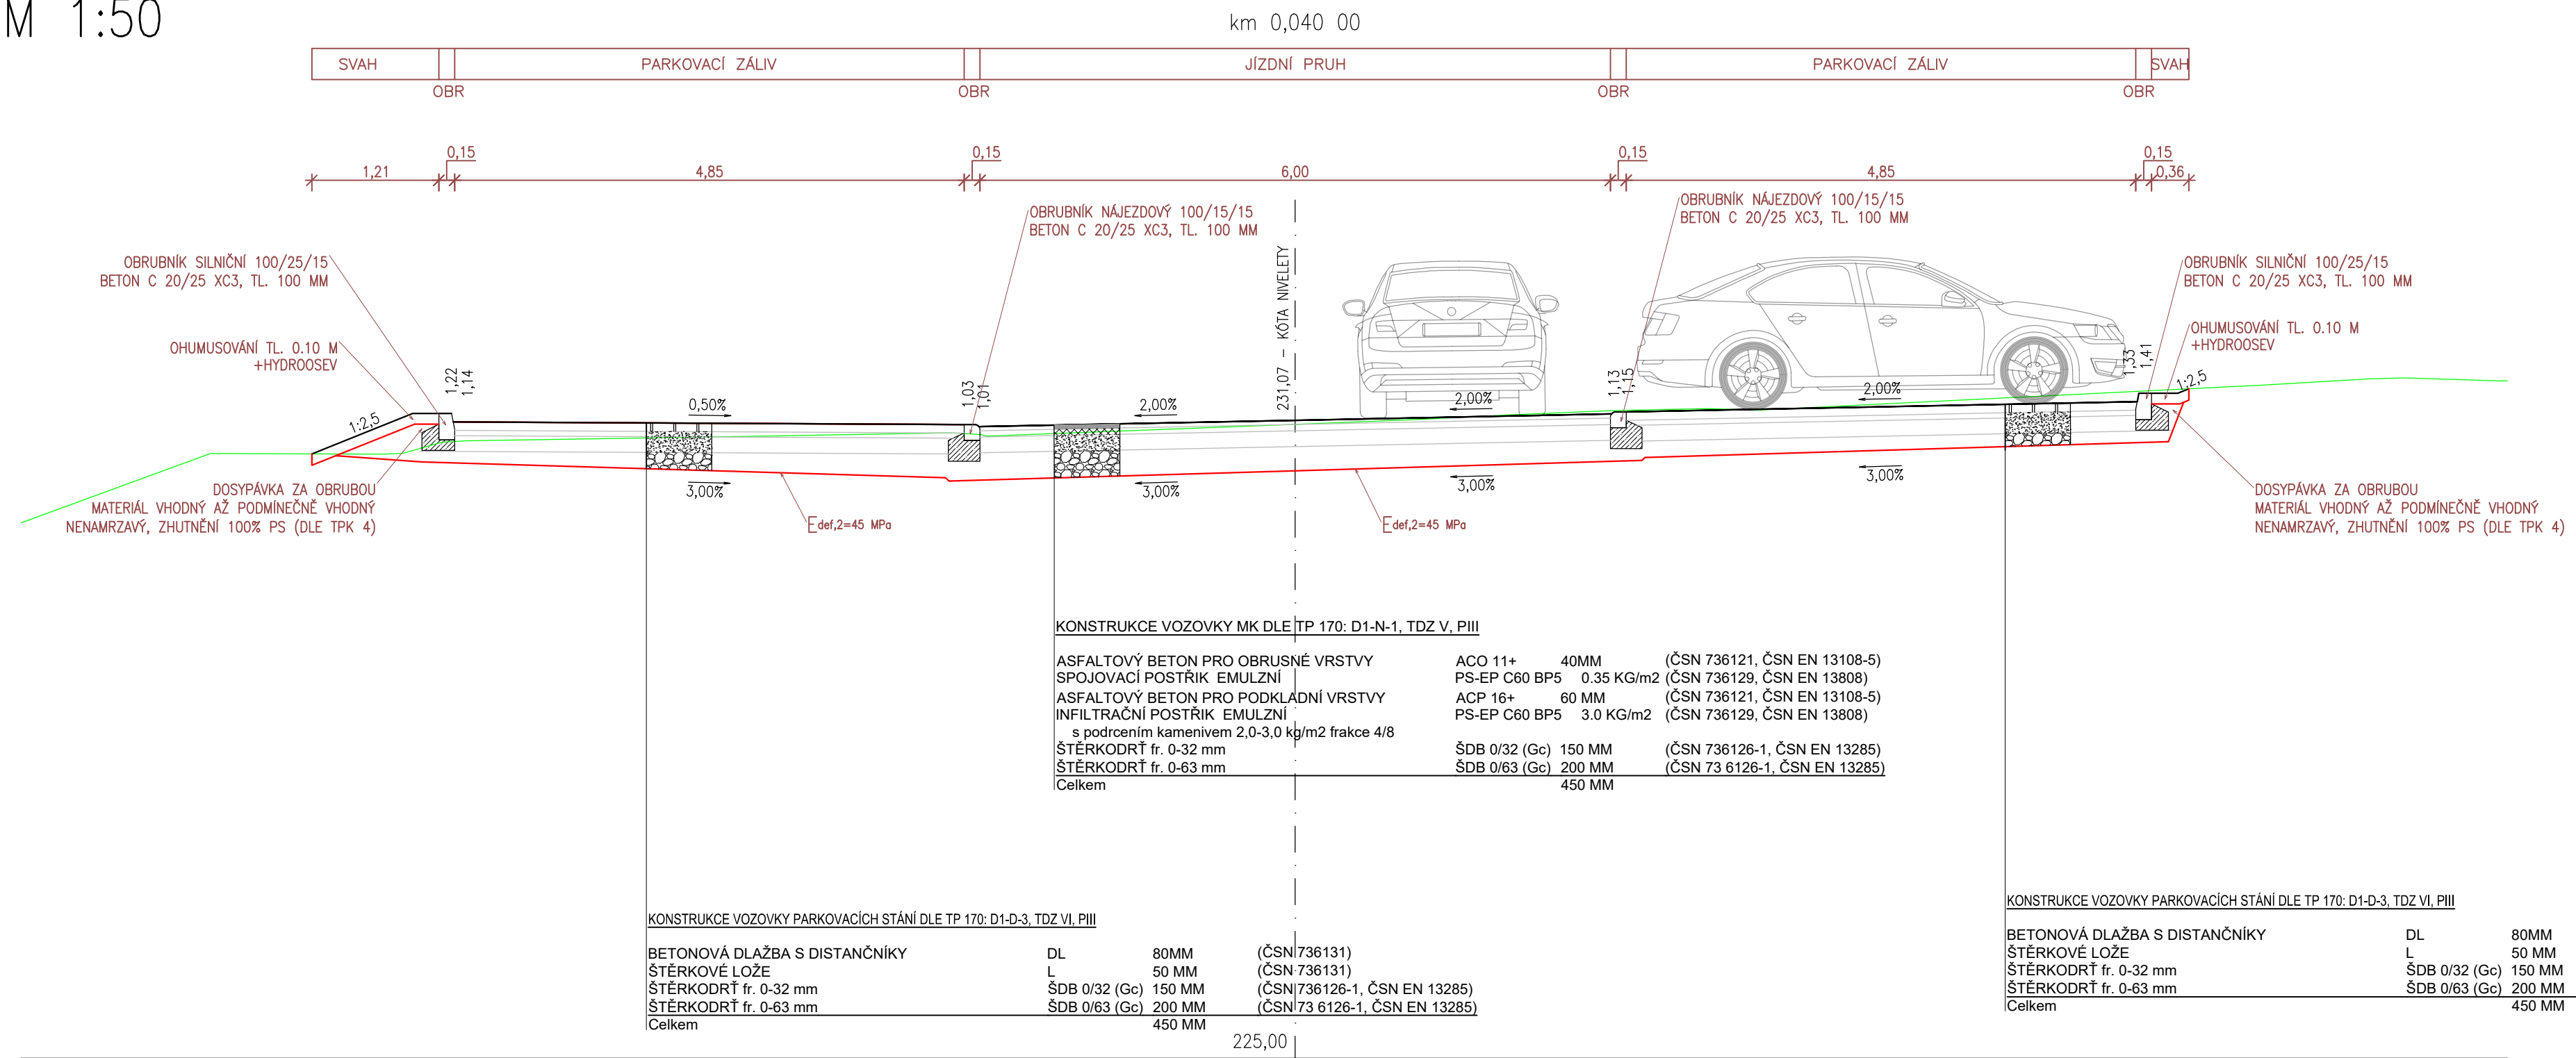 M 1:50
km 0,040 00
SVAH PARKOVACÍ ZÁLIV JÍZDNÍ PRUH PARKOVACÍ ZÁLIV SVAH
OBR OBR OBR OBR
0,15 0,15 0,15 0,15
1,21 4,85 6,00 4,85 0,36
OBRUBNÍK NÁJEZDOVÝ 100/15/15
BETON C 20/25 XC3, TL. 100 MM
OBRUBNÍK NÁJEZDOVÝ 100/15/15
BETON C 20/25 XC3, TL. 100 MM
OBRUBNÍK SILNIČNÍ 100/25/15
BETON C 20/25 XC3, TL. 100 MM
OBRUBNÍK SILNIČNÍ 100/25/15
BETON C 20/25 XC3, TL. 100 MM
231,07 – KÓTA NIVELETY
OHUMUSOVÁNÍ TL. 0.10 M
+HYDROOSEV
OHUMUSOVÁNÍ TL. 0.10 M
+HYDROOSEV
1:2,5
1,22
1,14
0,50%
1,03
1,01
2,00%
2,00%
1,13
1,15
2,00%
1,33
1,41
1:2,5
3,00% 3,00% 3,00% 3,00%
DOSYPÁVKA ZA OBRUBOU
MATERIÁL VHODNÝ AŽ PODMÍNEČNĚ VHODNÝ
NENAMRZAVÝ, ZHUTNĚNÍ 100% PS (DLE TPK 4)
Edef,2=45 MPa
Edef,2=45 MPa
DOSYPÁVKA ZA OBRUBOU
MATERIÁL VHODNÝ AŽ PODMÍNEČNĚ VHODNÝ
NENAMRZAVÝ, ZHUTNĚNÍ 100% PS (DLE TPK 4)
KONSTRUKCE VOZOVKY MK DLE TP 170: D1-N-1, TDZ V, PIII
ASFALTOVÝ BETON PRO OBRUSNÉ VRSTVY ACO 11+ 40MM (ČSN 736121, ČSN EN 13108-5)
SPOJOVACÍ POSTŘIK EMULZNÍ PS-EP C60 BP5 0.35 KG/m2 (ČSN 736129, ČSN EN 13808)
ASFALTOVÝ BETON PRO PODKLADNÍ VRSTVY ACP 16+ 60 MM (ČSN 736121, ČSN EN 13108-5)
INFILTRAČNÍ POSTŘIK EMULZNÍ PS-EP C60 BP5 3.0 KG/m2 (ČSN 736129, ČSN EN 13808)
s podrcením kamenivem 2,0-3,0 kg/m2 frakce 4/8
ŠTĚRKODRŤ fr. 0-32 mm ŠDB 0/32 (Gc) 150 MM (ČSN 736126-1, ČSN EN 13285)
ŠTĚRKODRŤ fr. 0-63 mm ŠDB 0/63 (Gc) 200 MM (ČSN 73 6126-1, ČSN EN 13285)
Celkem 450 MM
KONSTRUKCE VOZOVKY PARKOVACÍCH STÁNÍ DLE TP 170: D1-D-3, TDZ VI, PIII
BETONOVÁ DLAŽBA S DISTANČNÍKY DL 80MM (ČSN 736131)
ŠTĚRKOVÉ LOŽE L 50 MM (ČSN 736131)
ŠTĚRKODRŤ fr. 0-32 mm ŠDB 0/32 (Gc) 150 MM (ČSN 736126-1, ČSN EN 13285)
ŠTĚRKODRŤ fr. 0-63 mm ŠDB 0/63 (Gc) 200 MM (ČSN 73 6126-1, ČSN EN 13285)
Celkem 450 MM
KONSTRUKCE VOZOVKY PARKOVACÍCH STÁNÍ DLE TP 170: D1-D-3, TDZ VI, PIII
BETONOVÁ DLAŽBA S DISTANČNÍKY DL 80MM
ŠTĚRKOVÉ LOŽE L 50 MM
ŠTĚRKODRŤ fr. 0-32 mm ŠDB 0/32 (Gc) 150 MM
ŠTĚRKODRŤ fr. 0-63 mm ŠDB 0/63 (Gc) 200 MM
Celkem 450 MM
225,00